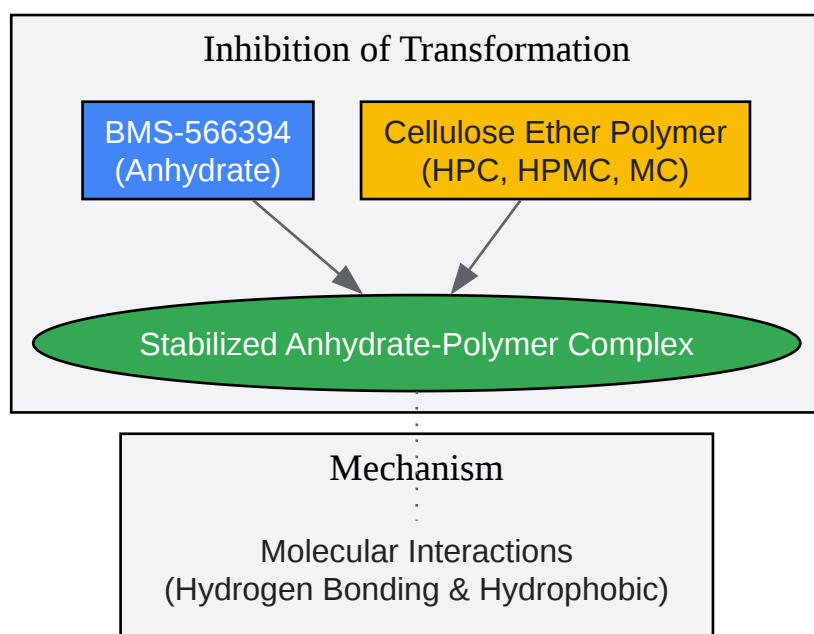 Inhibition of Transformation
BMS-566394
(Anhydrate)
Cellulose Ether Polymer
(HPC, HPMC, MC)
Stabilized Anhydrate-Polymer Complex
Mechanism
Molecular Interactions
(Hydrogen Bonding & Hydrophobic)